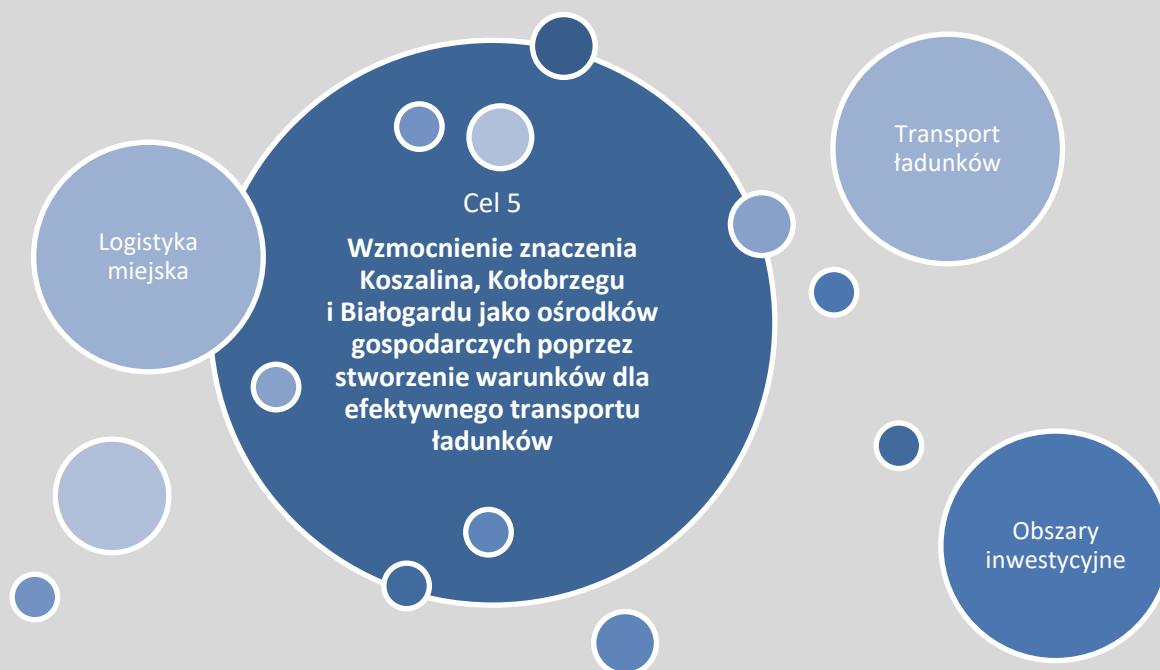 Cel 5
Wzmocnienie znaczenia
Koszalina, Kołobrzegu
i Białogardu jako ośrodków
gospodarczych poprzez
stworzenie warunków dla
efektywnego transportu
ładunków
Logistyka
miejska
Transport
ładunków
Obszary
inwestycyjne